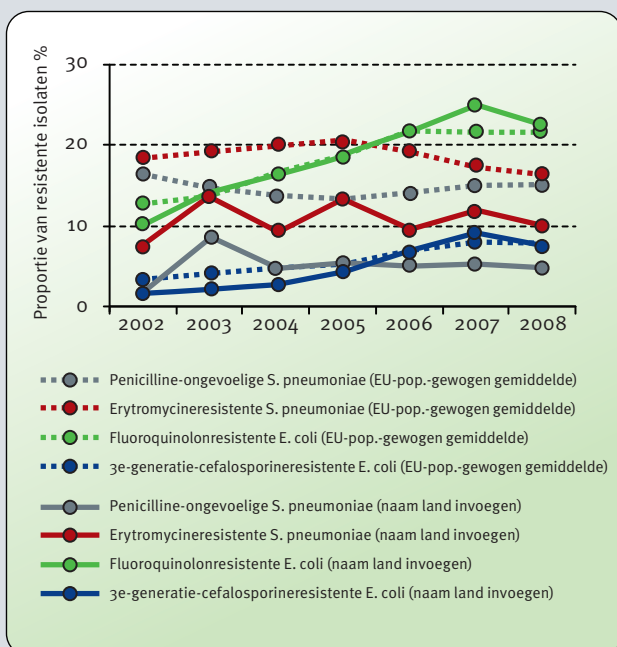 Proportie van resistente isolaten %
30
20
10
0
2002 2003 2004 2005 2006 2007 2008
Penicilline-ongevoelige S. pneumoniae (EU-pop.-gewogen gemiddelde)
Erytromycineresistente S. pneumoniae (EU-pop.-gewogen gemiddelde)
Fluoroquinolonresistente E. coli (EU-pop.-gewogen gemiddelde)
3e-generatie-cefalosporineresistente E. coli (EU-pop.-gewogen gemiddelde)
Penicilline-ongevoelige S. pneumoniae (naam land invoegen)
Erytromycineresistente S. pneumoniae (naam land invoegen)
Fluoroquinolonresistente E. coli (naam land invoegen)
3e-generatie-cefalosporineresistente E. coli (naam land invoegen)